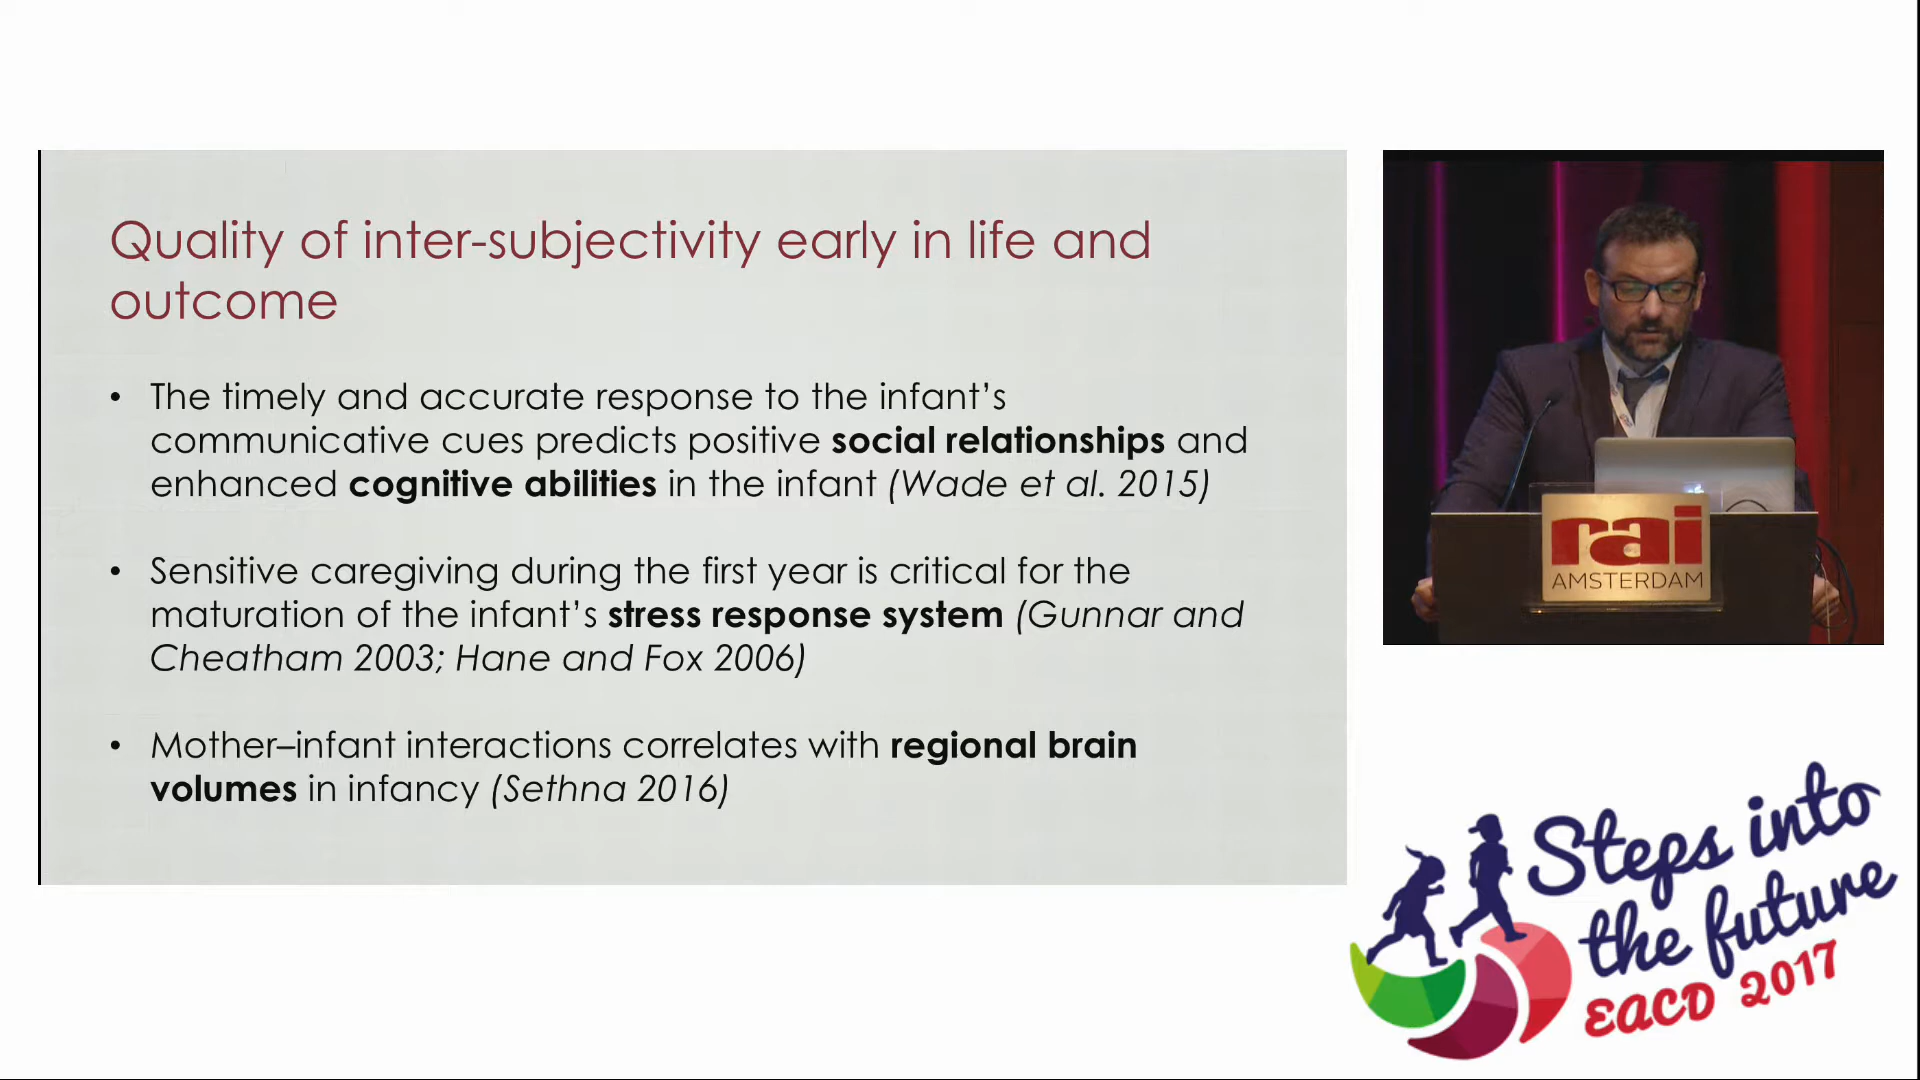 Quality of inter-subjectivity early in life and
outcome
• The timely and accurate response to the infant’s
communicative cues predicts positive social relationships and
enhanced cognitive abilities in the infant (Wade et al. 2015)
• Sensitive caregiving during the first year is critical for the
maturation of the infant’s stress response system (Gunnar and
Cheatham 2003; Hane and Fox 2006)
• Mother–infant interactions correlates with regional brain
volumes in infancy (Sethna 2016)
rai
AMSTERDAM
Steps into
the future
EACD 2017